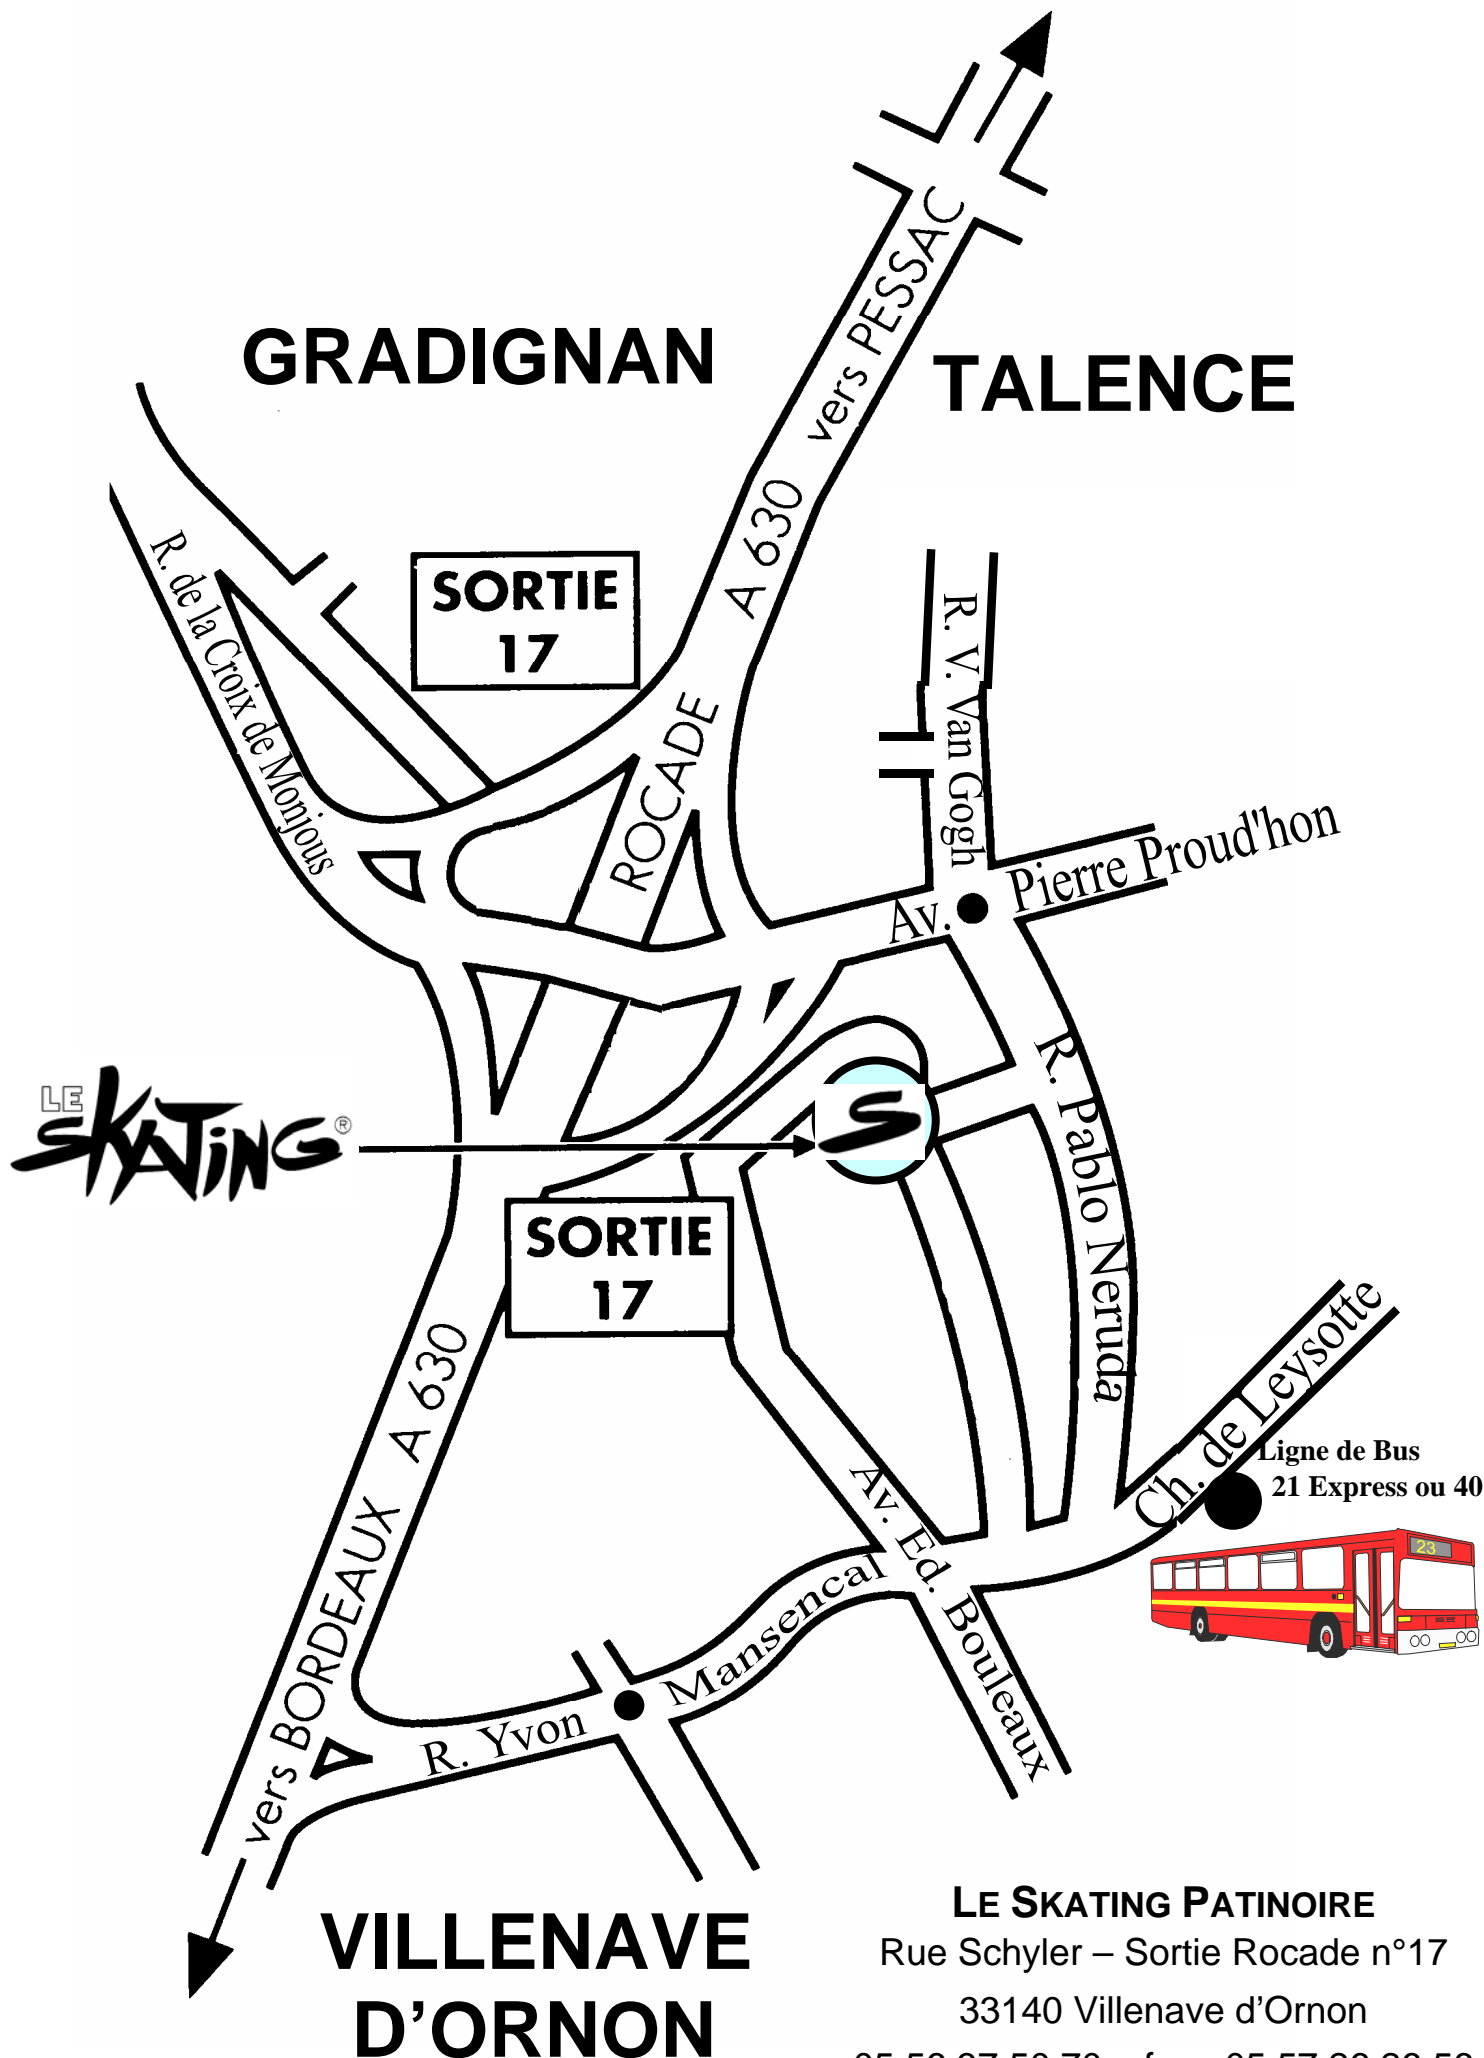 GRADIGNAN
TALENCE
A 630 vers PESSAC
SORTIE
17
R. de la Croix de Monjous
ROCADE
R. V. Van Gogh
Av. Pierre Proud'hon
LE
SKATING®
S
R. Pablo Neruda
SORTIE
17
Ch. de Leysotte
Ligne de Bus
21 Express ou 40
23
vers BORDEAUX A 630
Av. Ed. Bouleaux
R. Yvon Mansencal
VILLENAVE
D’ORNON
LE SKATING PATINOIRE
Rue Schyler – Sortie Rocade n°17
33140 Villenave d’Ornon